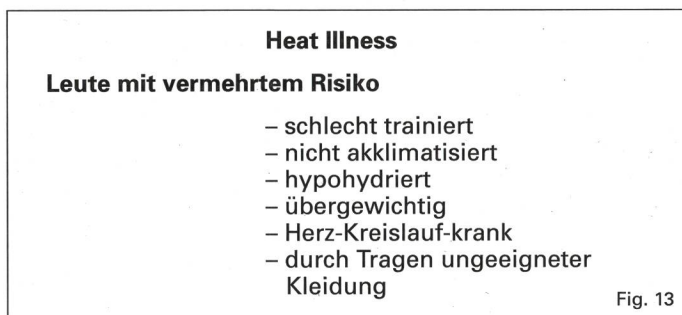 Heat Illness
Leute mit vermehrtem Risiko
– schlecht trainiert
– nicht akklimatisiert
– hypohydriert
– übergewichtig
– Herz-Kreislauf-krank
– durch Tragen ungeeigneter
Kleidung
Fig. 13